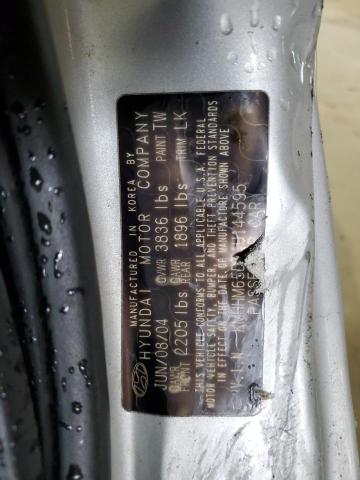 MANUFACTURED IN KOREA BY
HYUNDAI MOTOR COMPANY
JUN/08/04 GVWR 3836 lbs PAINT TW
GAWR FRONT 2205 lbs GAWR REAR 1896 lbs TRIM LK
THIS VEHICLE CONFORMS TO ALL APPLICABLE U.S.A. FEDERAL
MOTOR VEHICLE SAFETY, BUMPER, AND THEFT PREVENTION STANDARDS
IN EFFECT ON THE DATE OF MANUFACTURE SHOWN ABOVE
V.I.N. 144595
CAR